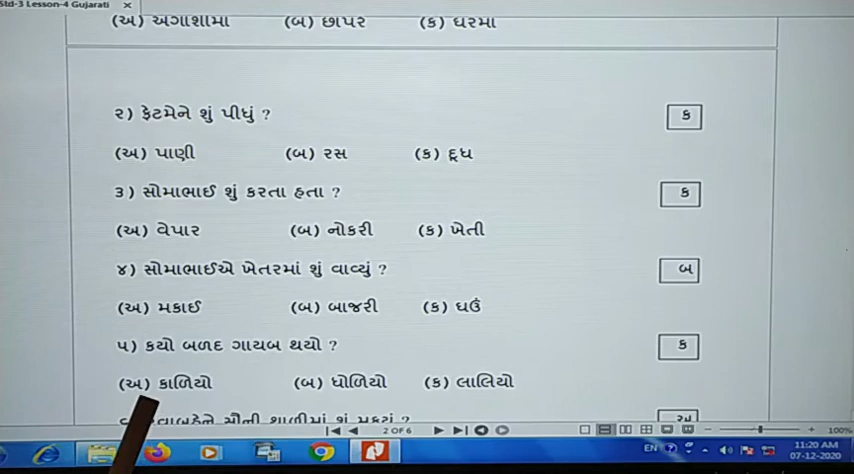 Std-3 Lesson-4 Gujarati ×
(અ) અગાશામા (બ) છાપર (ક) ઘરમા
૨) ફેટમેને શું પીધું ? ક
(અ) પાણી (બ) રસ (ક) દૂધ
૩) સોમાભાઈ શું કરતા હતા ? ક
(અ) વેપાર (બ) નોકરી (ક) ખેતી
૪) સોમાભાઈએ ખેતરમાં શું વાવ્યું ? બ
(અ) મકાઈ (બ) બાજરી (ક) ઘઉં
૫) કયો બળદ ગાયબ થયો ? ક
(અ) કાળિયો (બ) ધોળિયો (ક) લાલિયો
શું ?
2 OF 6 100%
EN 11:20 AM
07-12-2020